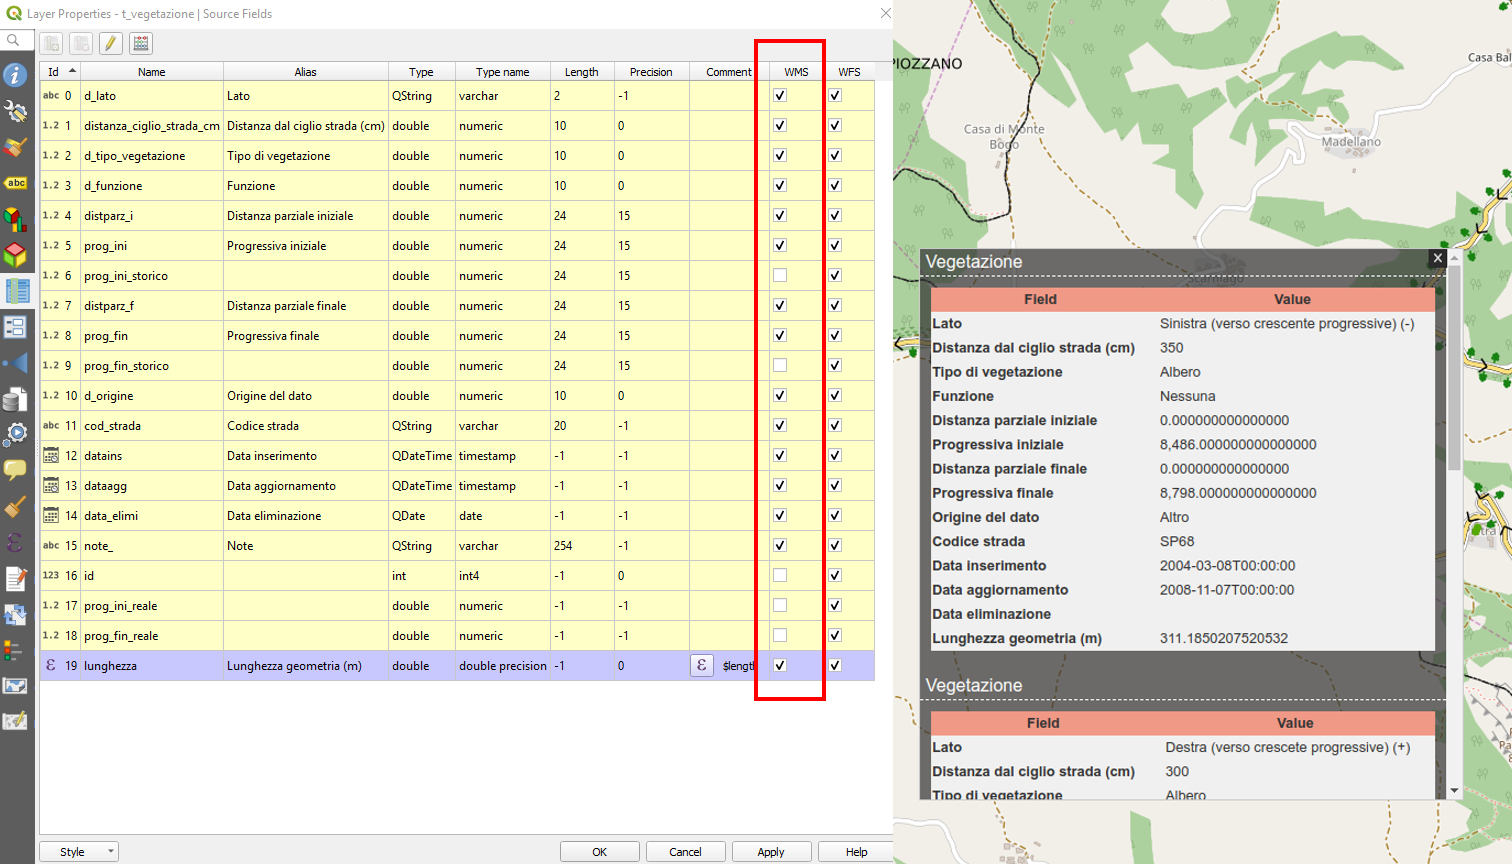 Layer Properties - t_vegetazione | Source Fields
Id Name Alias Type Type name Length Precision Comment WMS WFS
abc 0 d_lato Lato QString varchar 2 -1
1.2 1 distanza_ciglio_strada_cm Distanza dal ciglio strada (cm) double numeric 10 0
1.2 2 d_tipo_vegetazione Tipo di vegetazione double numeric 10 0
1.2 3 d_funzione Funzione double numeric 10 0
1.2 4 distparz_i Distanza parziale iniziale double numeric 24 15
1.2 5 prog_ini Progressiva iniziale double numeric 24 15
1.2 6 prog_ini_storico double numeric 24 15
1.2 7 distparz_f Distanza parziale finale double numeric 24 15
1.2 8 prog_fin Progressiva finale double numeric 24 15
1.2 9 prog_fin_storico double numeric 24 15
1.2 10 d_origine Origine del dato double numeric 10 0
abc 11 cod_strada Codice strada QString varchar 20 -1
12 datains Data inserimento QDateTime timestamp -1 -1
13 dataagg Data aggiornamento QDateTime timestamp -1 -1
14 data_elimi Data eliminazione QDate date -1 -1
abc 15 note_ Note QString varchar 254 -1
123 16 id int int4 -1 0
1.2 17 prog_ini_reale double numeric -1 -1
1.2 18 prog_fin_reale double numeric -1 -1
ε 19 lunghezza Lunghezza geometria (m) double double precision -1 0 ε $length
abc
Style OK Cancel Apply Help
PIOZZANO
Casa Bal
Casa di Monte
Bogo
Madellano
Vegetazione X
Field Value
Lato Sinistra (verso crescente progressive) (-)
Distanza dal ciglio strada (cm) 350
Tipo di vegetazione Albero
Funzione Nessuna
Distanza parziale iniziale 0.000000000000000
Progressiva iniziale 8,486.000000000000000
Distanza parziale finale 0.000000000000000
Progressiva finale 8,798.000000000000000
Origine del dato Altro
Codice strada SP68
Data inserimento 2004-03-08T00:00:00
Data aggiornamento 2008-11-07T00:00:00
Data eliminazione
Lunghezza geometria (m) 311.1850207520532
Vegetazione
Field Value
Lato Destra (verso crescete progressive) (+)
Distanza dal ciglio strada (cm) 300
Tipo di vegetazione Albero